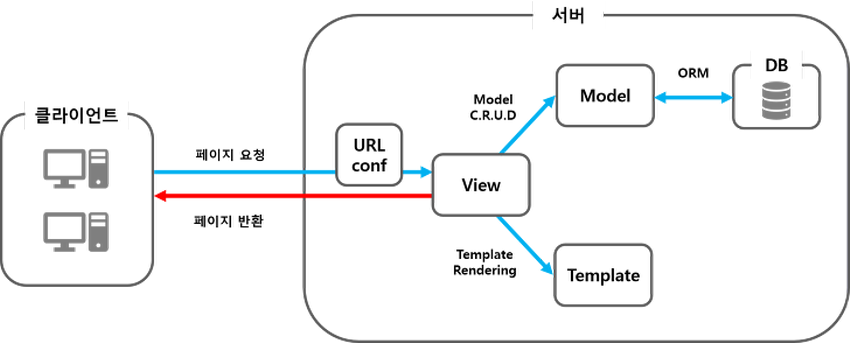 서버
클라이언트
페이지 요청
페이지 반환
URL
conf
View
Model
C.R.U.D
Model
ORM
DB
Template
Rendering
Template